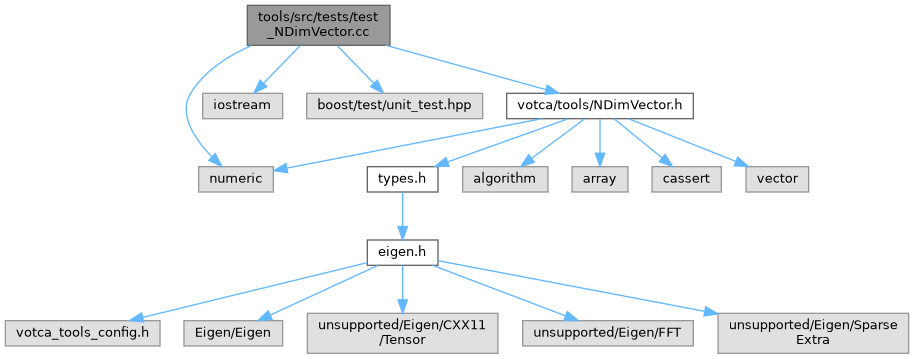 tools/src/tests/test
_NDimVector.cc
iostream
boost/test/unit_test.hpp
votca/tools/NDimVector.h
numeric
types.h
algorithm
array
cassert
vector
eigen.h
votca_tools_config.h
Eigen/Eigen
unsupported/Eigen/CXX11
/Tensor
unsupported/Eigen/FFT
unsupported/Eigen/Sparse
Extra